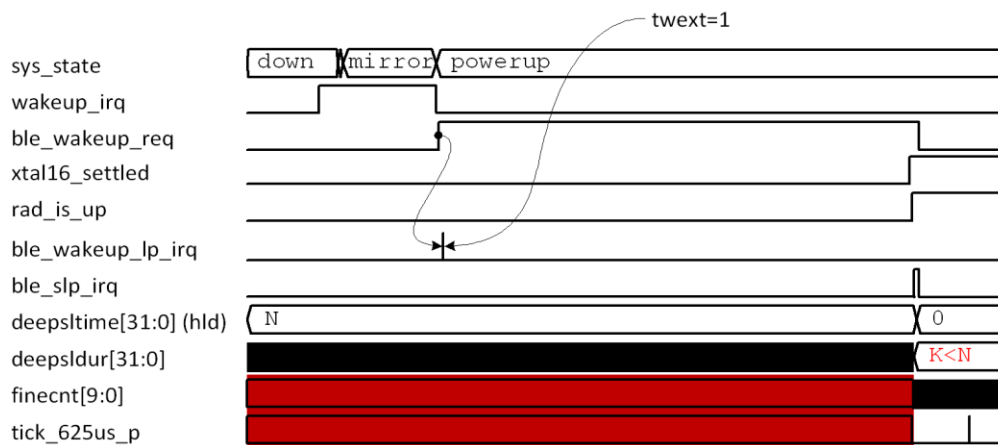 twext=1
sys_state down mirror powerup
wakeup_irq
ble_wakeup_req
xtal16_settled
rad_is_up
ble_wakeup_lp_irq
ble_slp_irq
deepsltime[31:0] (hld) N 0
deepsldur[31:0] K<N
finecnt[9:0]
tick_625us_p